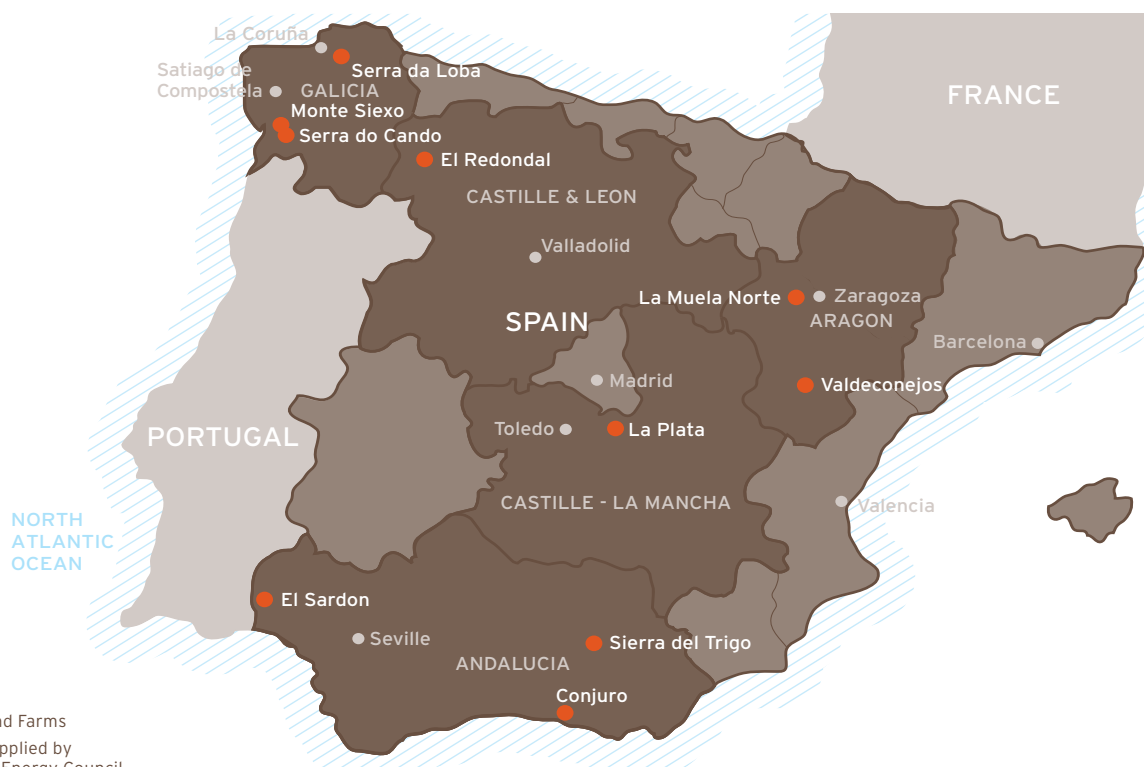 La Coruña
Serra da Loba
Satiago de
Compostela
GALICIA
Monte Siexo
Serra do Cando
El Redondal
CASTILLE & LEON
Valladolid
FRANCE
La Muela Norte
Zaragoza
ARAGON
SPAIN
Barcelona
Madrid
Valdeconejos
PORTUGAL
Toledo
La Plata
CASTILLE - LA MANCHA
Valencia
NORTH
ATLANTIC
OCEAN
El Sardon
Seville
Sierra del Trigo
ANDALUCIA
Conjuro
Farms
by
Energy Council